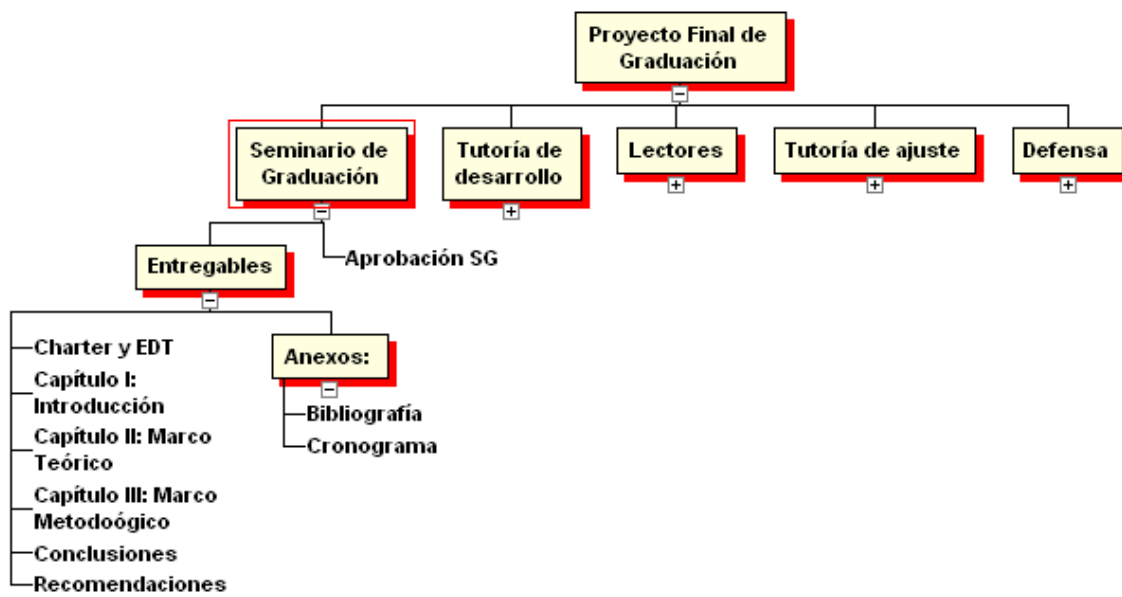 Proyecto Final de
Graduación
Seminario de
Graduación
Tutoría de
desarrollo
Lectores
Tutoría de ajuste
Defensa
Entregables
Aprobación SG
Charter y EDT
Capítulo I:
Introducción
Capítulo II: Marco
Teórico
Capítulo III: Marco
Metodoógico
Conclusiones
Recomendaciones
Anexos:
Bibliografía
Cronograma